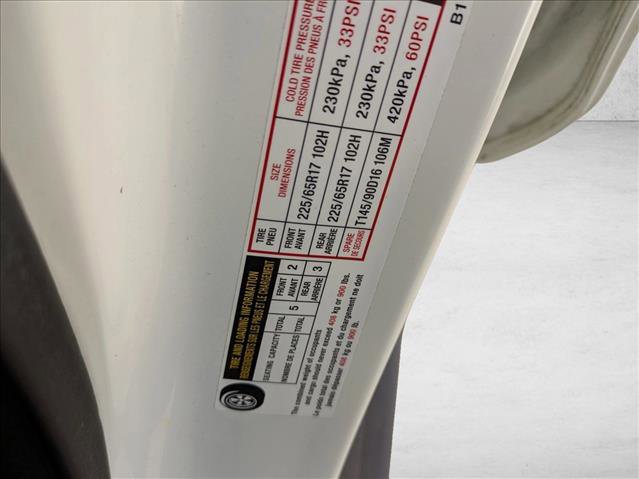 TIRE AND LOADING INFORMATION
RENSEIGNEMENTS SUR LES PNEUS ET LE CHARGEMENT
SEATING CAPACITY TOTAL 5 FRONT 2 REAR 3
NOMBRE DE PLACES TOTAL AVANT ARRIÈRE
The combined weight of occupants
and cargo should never exceed 408 kg or 900 lbs.
Le poids total des occupants et du chargement ne doit
jamais dépasser 408 kg ou 900 lb.
TIRE SIZE COLD TIRE PRESSURE
PNEU DIMENSIONS PRESSION DES PNEUS À FR
FRONT
AVANT 225/65R17 102H 230kPa, 33PSI
REAR
ARRIÈRE 225/65R17 102H 230kPa, 33PSI
SPARE
DE SECOURS T145/90D16 106M 420kPa, 60PSI
B1